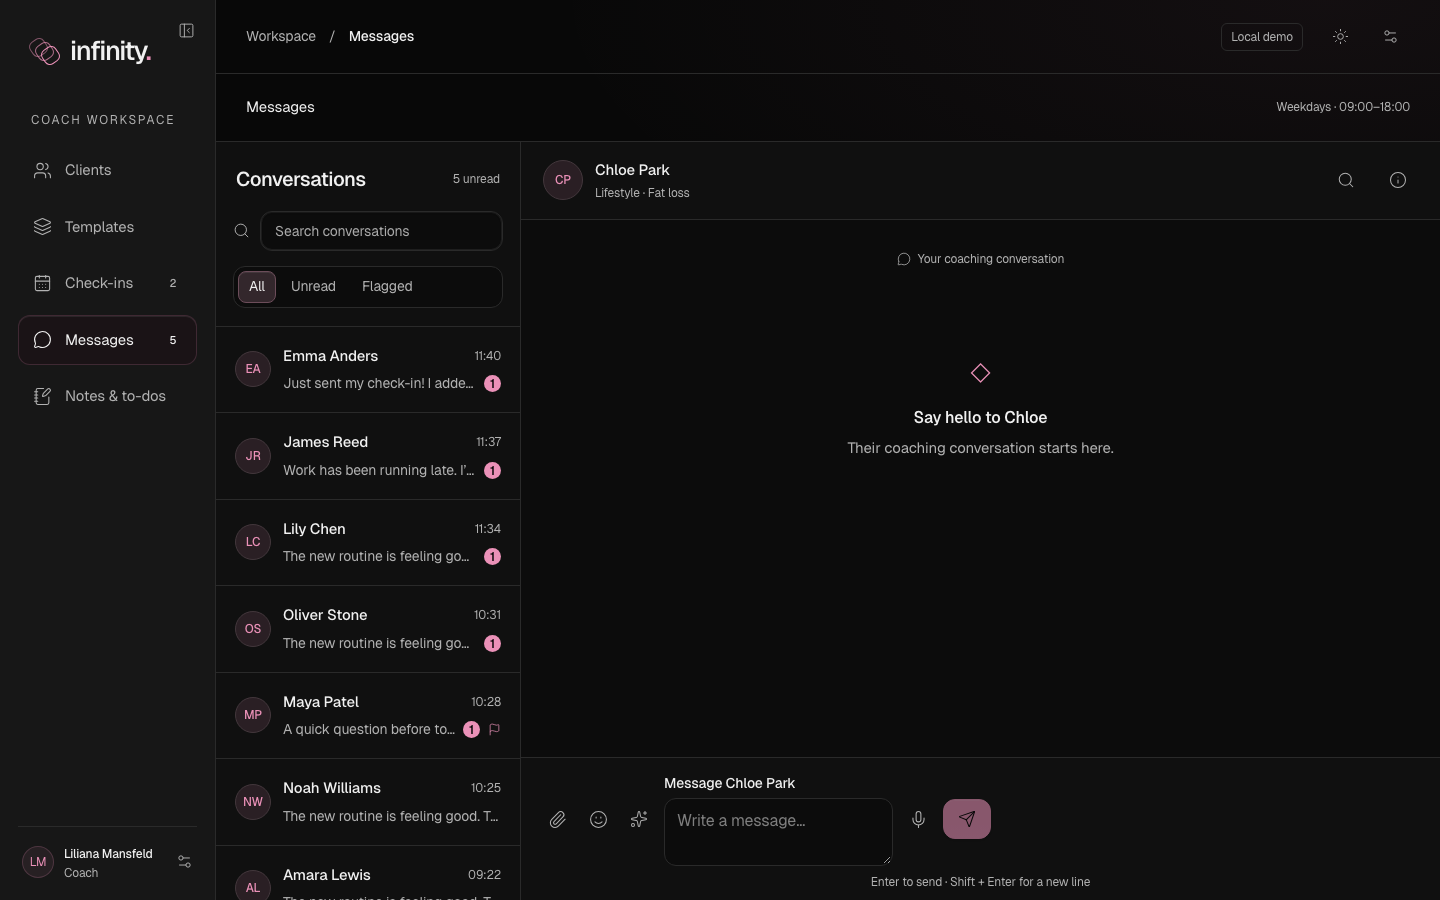 infinity.
Workspace / Messages
Local demo
COACH WORKSPACE
Clients
Templates
Check-ins 2
Messages 5
Notes & to-dos
LM
Liliana Mansfeld
Coach
Messages
Weekdays · 09:00–18:00
Conversations
5 unread
Search conversations
All Unread Flagged
EA
Emma Anders 11:40
Just sent my check-in! I adde... 1
JR
James Reed 11:37
Work has been running late. I'... 1
LC
Lily Chen 11:34
The new routine is feeling go... 1
OS
Oliver Stone 10:31
The new routine is feeling go... 1
MP
Maya Patel 10:28
A quick question before to... 1
NW
Noah Williams 10:25
The new routine is feeling good. T...
AL
Amara Lewis 09:22
CP
Chloe Park
Lifestyle · Fat loss
Your coaching conversation
Say hello to Chloe
Their coaching conversation starts here.
Message Chloe Park
Write a message...
Enter to send · Shift + Enter for a new line